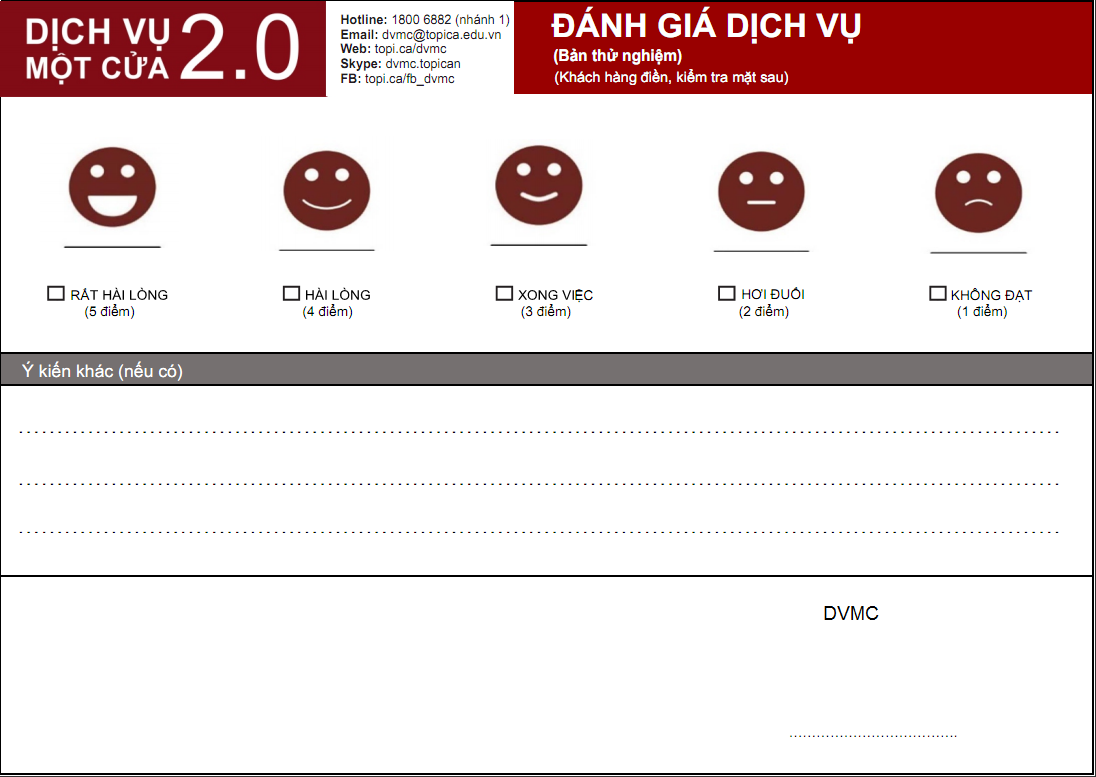 DỊCH VỤ
MỘT CỬA
2.0
Hotline: 1800 6882 (nhánh 1)
Email: dvmc@topica.edu.vn
Web: topi.ca/dvmc
Skype: dvmc.topican
FB: topi.ca/fb_dvmc
ĐÁNH GIÁ DỊCH VỤ
(Bản thử nghiệm)
(Khách hàng điền, kiểm tra mặt sau)
RẤT HÀI LÒNG
(5 điểm)
HÀI LÒNG
(4 điểm)
XONG VIỆC
(3 điểm)
HƠI ĐUỐI
(2 điểm)
KHÔNG ĐẠT
(1 điểm)
Ý kiến khác (nếu có)
DVMC